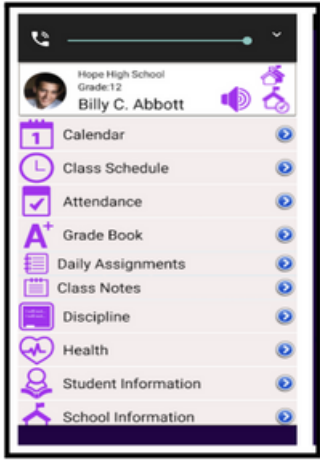 Hope High School
Grade:12
Billy C. Abbott
1
Calendar
Class Schedule
Attendance
A+
Grade Book
Daily Assignments
Class Notes
Discipline
Health
Student Information
School Information